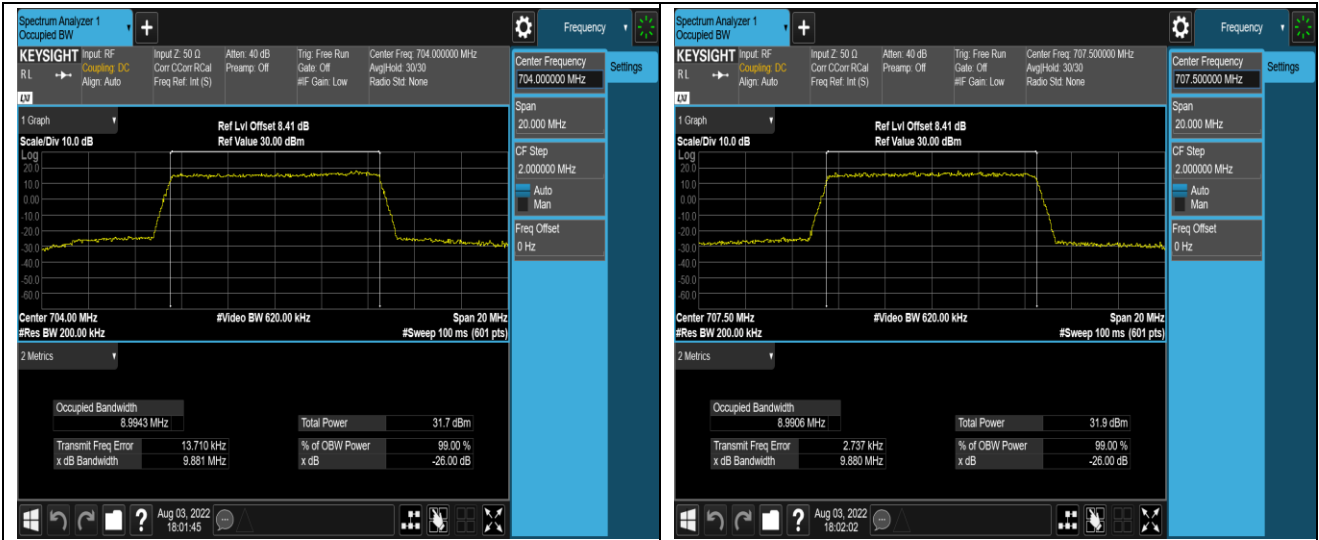 Spectrum Analyzer 1
Occupied BW
+
Frequency
KEYSIGHT Input: RF Input Z: 50 Ω Atten: 40 dB Trig: Free Run Center Freq: 704.000000 MHz
RL Coupling: DC Corr CCorr RCal Preamp: Off Gate: Off Avg|Hold: 30/30
Align: Auto Freq Ref: Int (S) #IF Gain: Low Radio Std: None
LXI
Center Frequency
704.000000 MHz
Settings
Span
20.000 MHz
CF Step
2.000000 MHz
Auto
Man
Freq Offset
0 Hz
1 Graph
Ref Lvl Offset 8.41 dB
Scale/Div 10.0 dB Ref Value 30.00 dBm
Log
20.0
10.0
0.00
-10.0
-20.0
-30.0
-40.0
-50.0
-60.0
Center 704.00 MHz #Video BW 620.00 kHz Span 20 MHz
#Res BW 200.00 kHz #Sweep 100 ms (601 pts)
2 Metrics
Occupied Bandwidth
8.9943 MHz Total Power 31.7 dBm
Transmit Freq Error 13.710 kHz % of OBW Power 99.00 %
x dB Bandwidth 9.881 MHz x dB -26.00 dB
? Aug 03, 2022
18:01:45
Spectrum Analyzer 1
Occupied BW
+
Frequency
KEYSIGHT Input: RF Input Z: 50 Ω Atten: 40 dB Trig: Free Run Center Freq: 707.500000 MHz
RL Coupling: DC Corr CCorr RCal Preamp: Off Gate: Off Avg|Hold: 30/30
Align: Auto Freq Ref: Int (S) #IF Gain: Low Radio Std: None
LXI
Center Frequency
707.500000 MHz
Settings
Span
20.000 MHz
CF Step
2.000000 MHz
Auto
Man
Freq Offset
0 Hz
1 Graph
Ref Lvl Offset 8.41 dB
Scale/Div 10.0 dB Ref Value 30.00 dBm
Log
20.0
10.0
0.00
-10.0
-20.0
-30.0
-40.0
-50.0
-60.0
Center 707.50 MHz #Video BW 620.00 kHz Span 20 MHz
#Res BW 200.00 kHz #Sweep 100 ms (601 pts)
2 Metrics
Occupied Bandwidth
8.9906 MHz Total Power 31.9 dBm
Transmit Freq Error 2.737 kHz % of OBW Power 99.00 %
x dB Bandwidth 9.880 MHz x dB -26.00 dB
? Aug 03, 2022
18:02:02